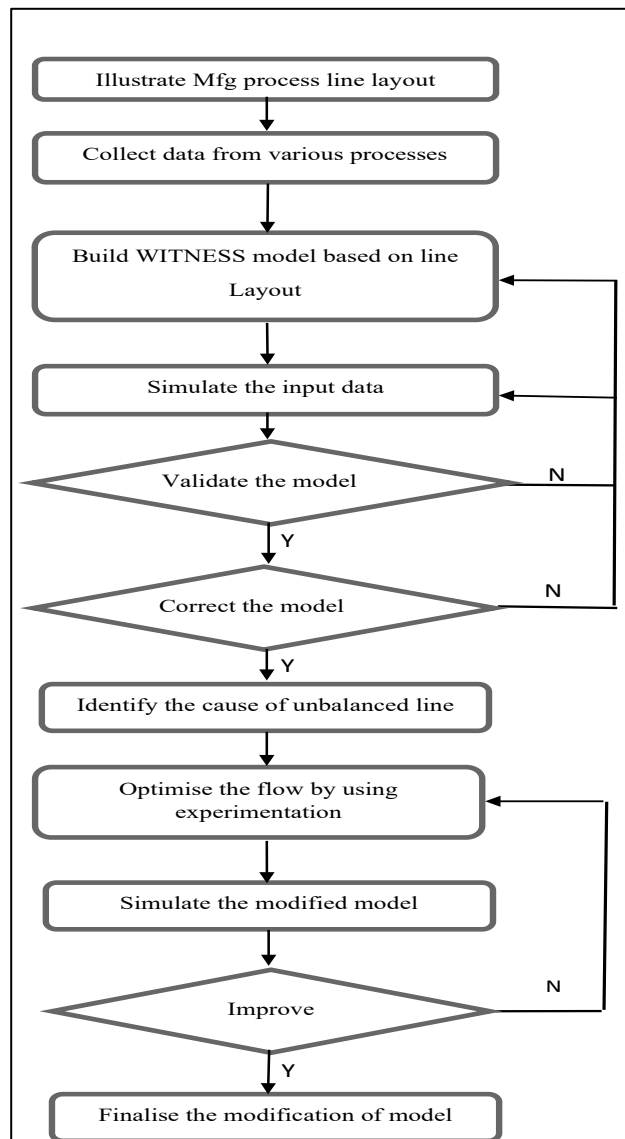 Illustrate Mfg process line layout
Collect data from various processes
Build WITNESS model based on line
Layout
Simulate the input data
Validate the model
N
Y
Correct the model
N
Y
Identify the cause of unbalanced line
Optimise the flow by using
experimentation
Simulate the modified model
Improve
N
Y
Finalise the modification of model